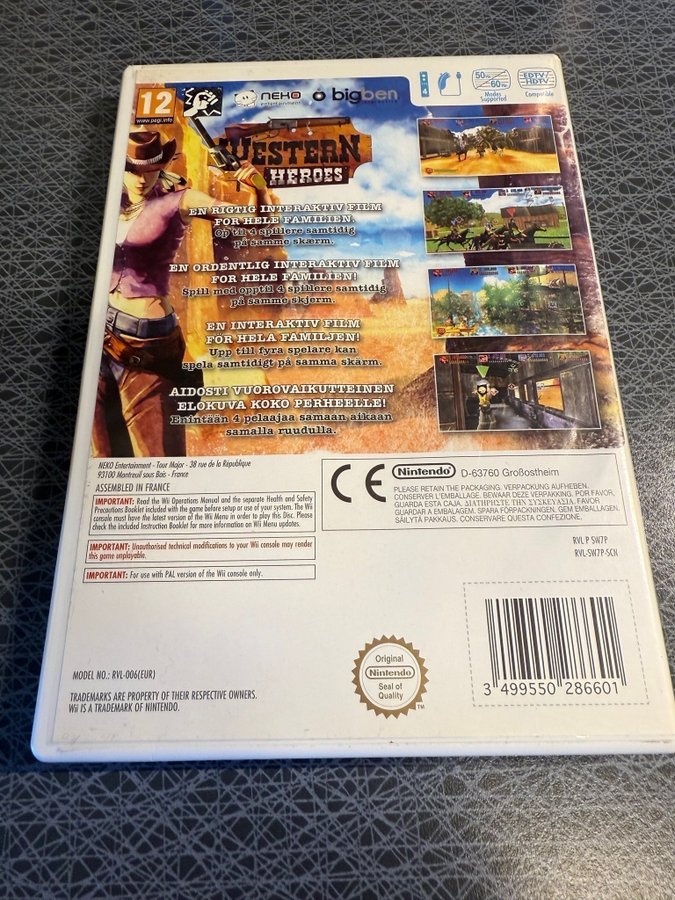 12
www.pegi.info
NEKO
entertainment
bigben
4
50Hz
60Hz
Modes
Supported
EDTV
HDTV
Compatible
WESTERN
HEROES
EN RIGTIG INTERAKTIV FILM
FOR HELE FAMILIEN.
Op til 4 spillere samtidig
på samme skærm.
EN ORDENTLIG INTERAKTIV FILM
FOR HELE FAMILIEN!
Spill med opptil 4 spillere samtidig
på samme skjerm.
EN INTERAKTIV FILM
FOR HELA FAMILJEN!
Upp till fyra spelare kan
spela samtidigt på samma skärm.
AIDOSTI VUOROVAIKUTTEINEN
ELOKUVA KOKO PERHEELLE!
Enintään 4 pelaajaa samaan aikaan
samalla ruudulla.
NEKO Entertainment - Tour Major - 38 rue de la République
93100 Montreuil sous Bois - France
ASSEMBLED IN FRANCE
IMPORTANT: Read the Wii Operations Manual and the separate Health and Safety
Precautions Booklet included with the game before setup or use of your system. The Wii
console must have the latest version of the Wii Menu in order to play this Disc. Please
check the included Instruction Booklet for more information on Wii Menu updates.
IMPORTANT: Unauthorised technical modifications to your Wii console may render
this game unplayable.
IMPORTANT: For use with PAL version of the Wii console only.
CE
Nintendo
D-63760 Großostheim
PLEASE RETAIN THE PACKAGING. VERPACKUNG AUFHEBEN.
CONSERVER L'EMBALLAGE. BEWAAR DEZE VERPAKKING. POR FAVOR,
GUARDA ESTA CAJA. ΔΙΑΤΗΡΗΣΤΕ ΤΗΝ ΣΥΣΚΕΥΑΣΙΑ. FAVOR
GUARDAR A EMBALAGEM. SPARA FÖRPACKNINGEN. GEM EMBALLAGEN.
SÄILYTÄ PAKKAUS. CONSERVARE QUESTA CONFEZIONE.
RVL P SW7P
RVL-SW7P-SCN
MODEL NO.: RVL-006(EUR)
TRADEMARKS ARE PROPERTY OF THEIR RESPECTIVE OWNERS.
Wii IS A TRADEMARK OF NINTENDO.
Original
Nintendo
Seal of
Quality
TM
3 499550 286601